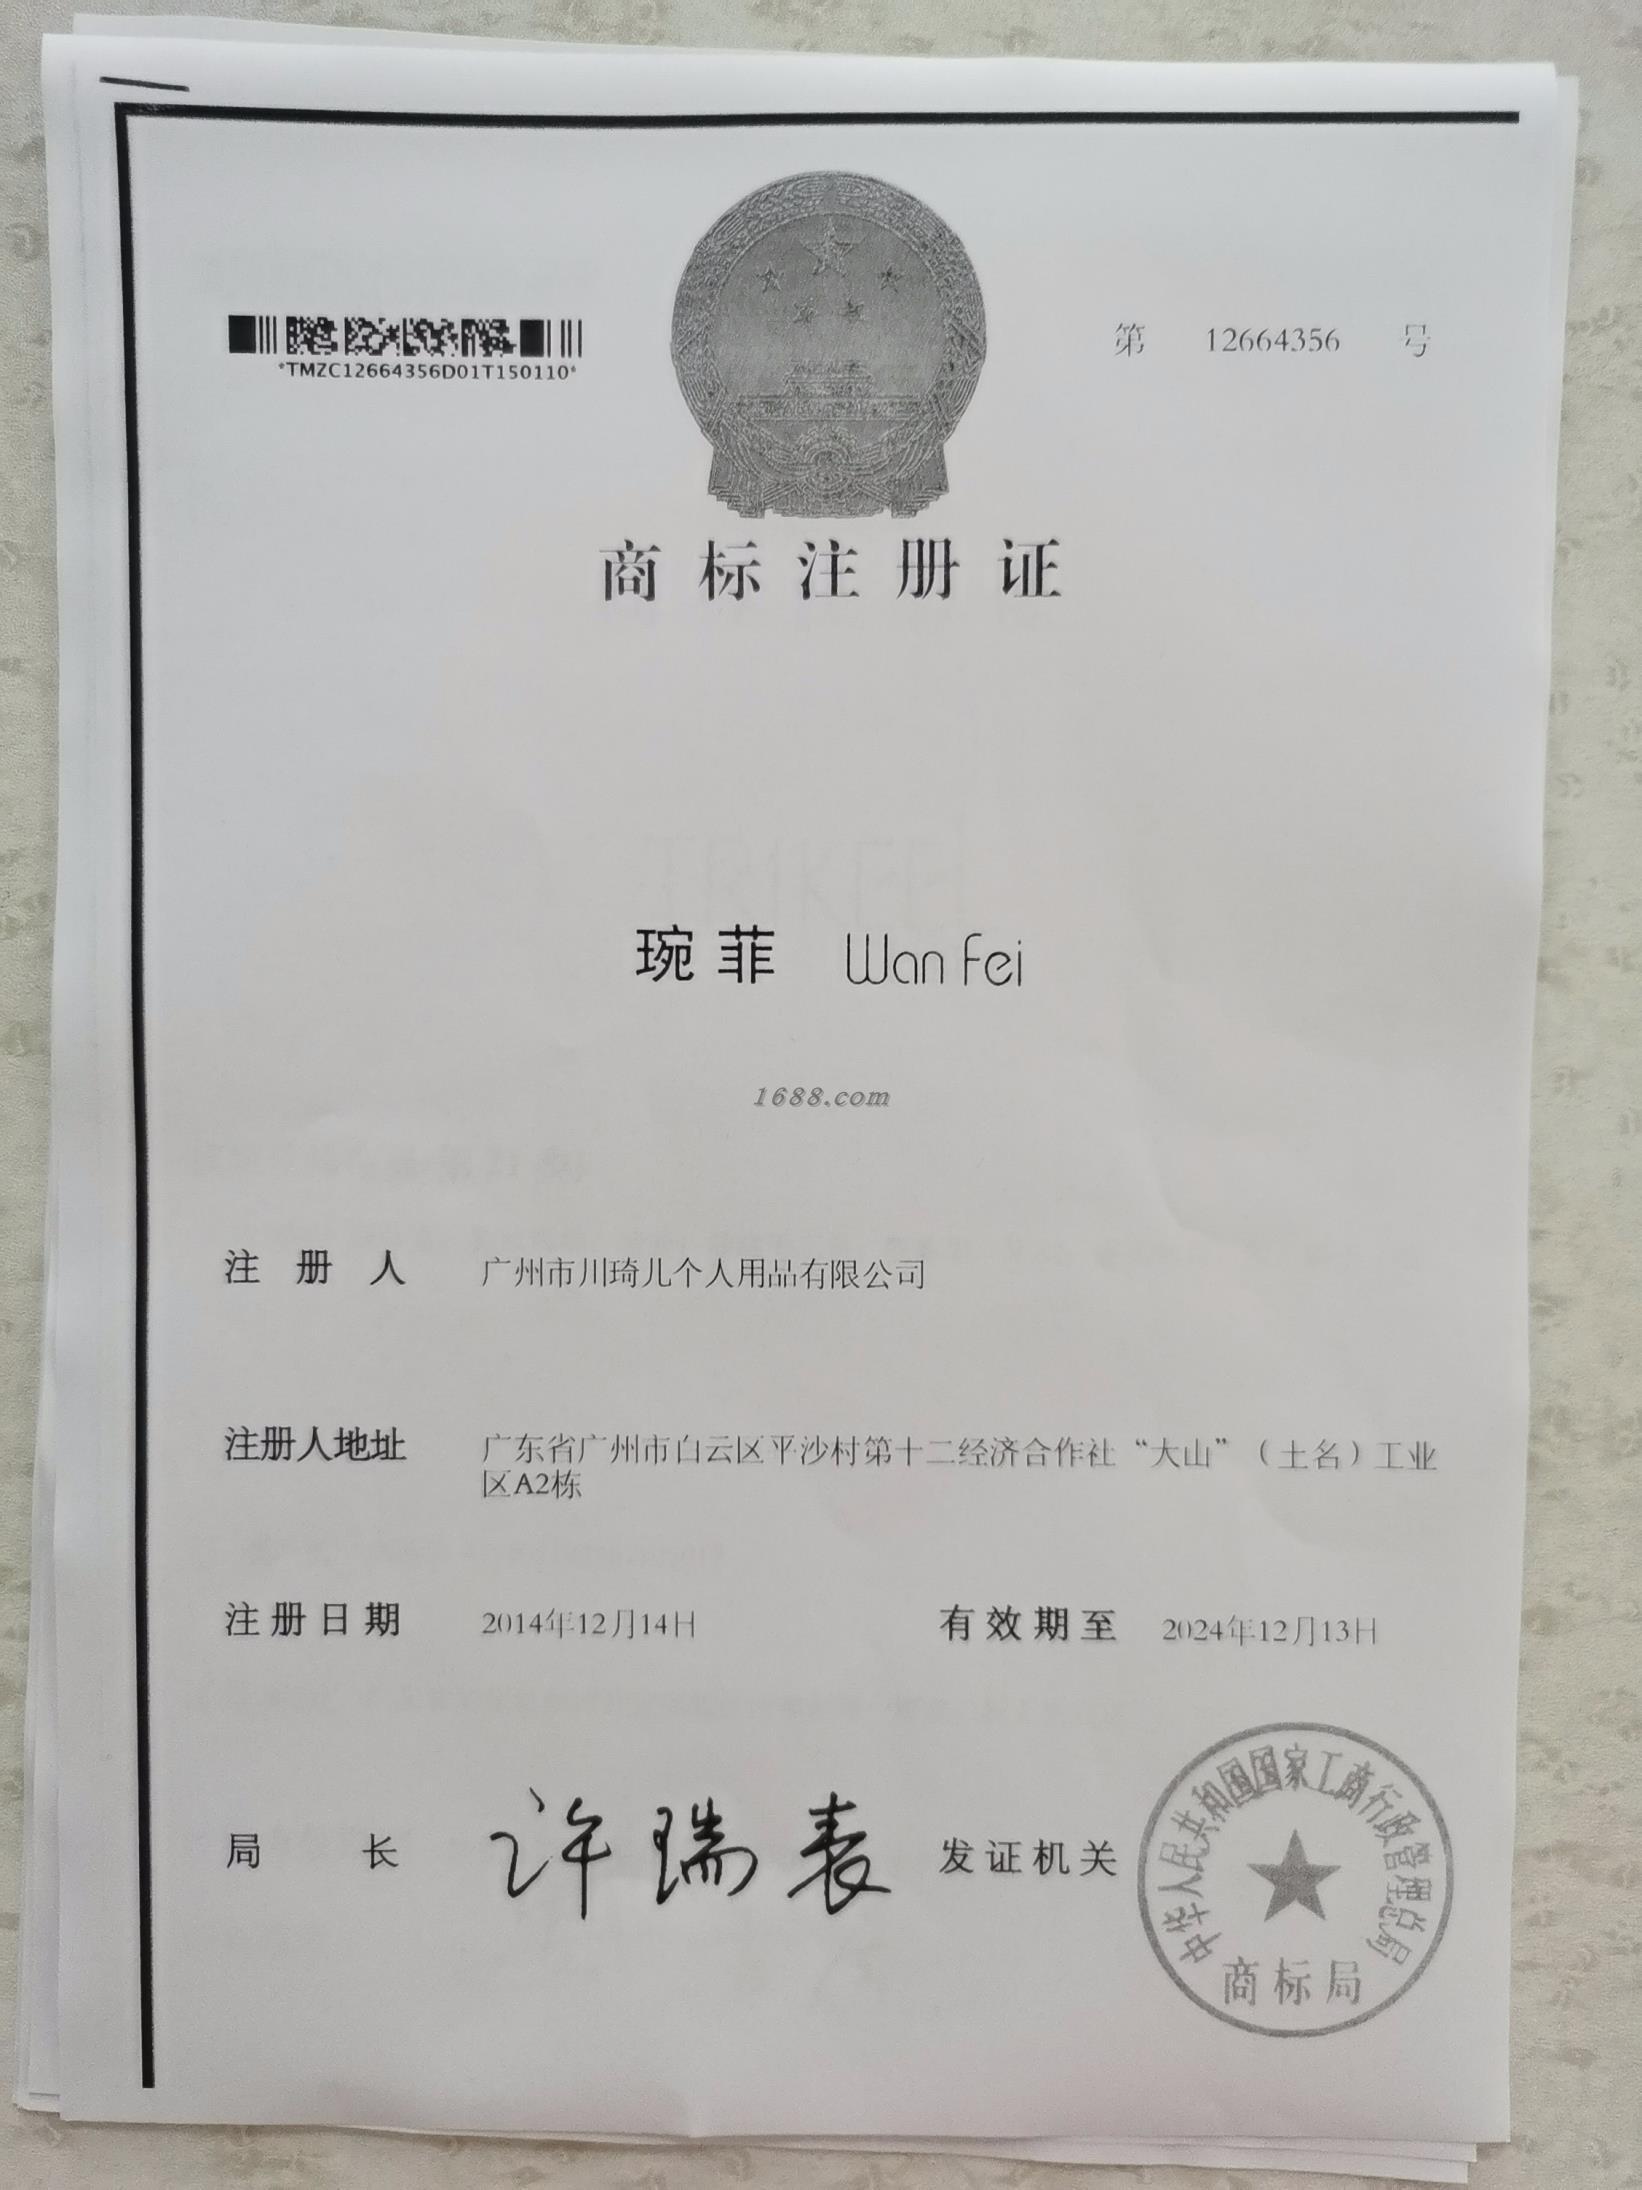 第 12664356 号
*TMZC12664356D01T150110*
商标注册证
琬菲 Wan Fei
1688.com
注册人 广州市川琦儿个人用品有限公司
注册人地址 广东省广州市白云区平沙村第十二经济合作社“大山”（土名）工业
区A2栋
注册日期 2014年12月14日 有效期至 2024年12月13日
局长 许瑞表 发证机关
中华人民共和国国家工商行政管理总局
商标局